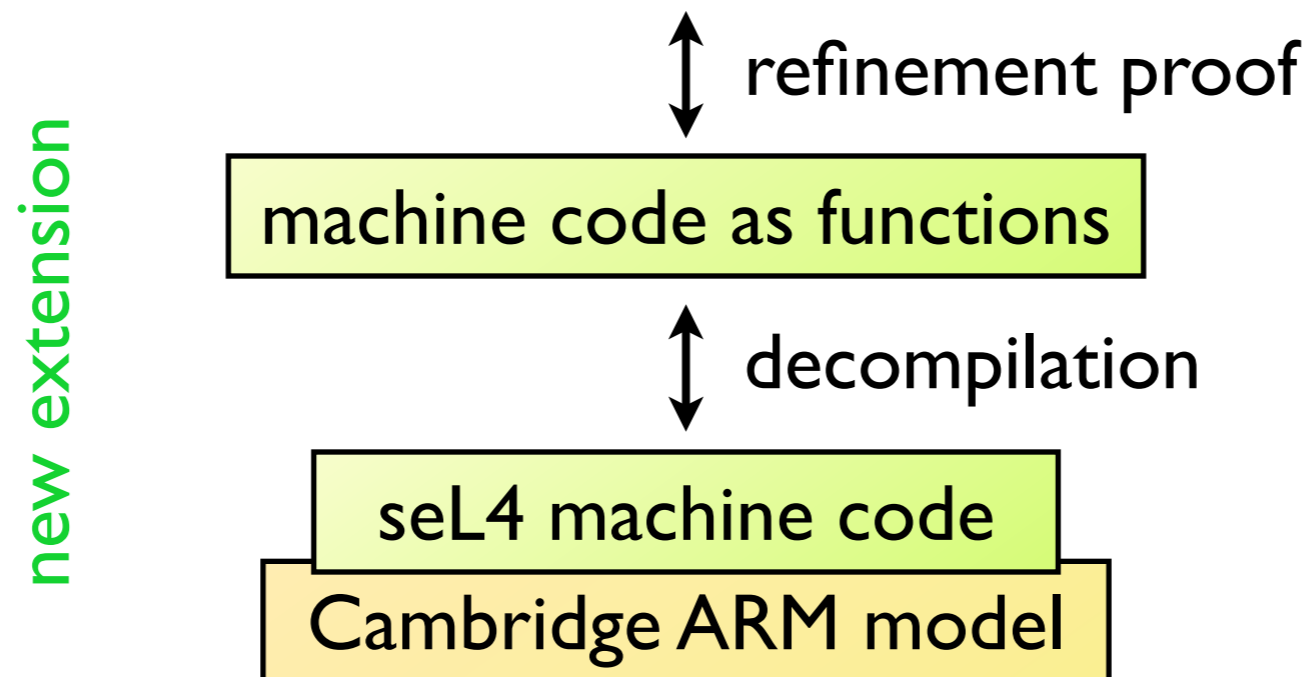 refinement proof
new extension
machine code as functions
decompilation
seL4 machine code
Cambridge ARM model